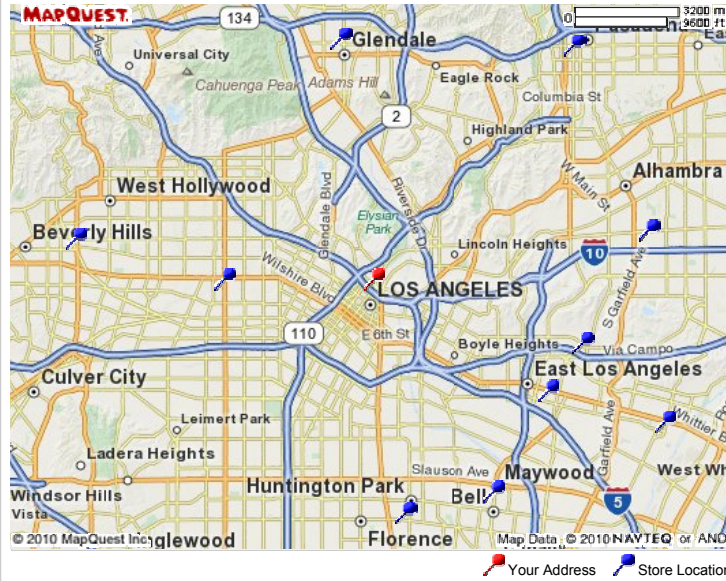 MAPQUEST.
134
3200 m
9600 ft
Glendale
Universal City
Eagle Rock
Cahuenga Peak
Adams Hill
Columbia St
2
Highland Park
West Hollywood
W Main St
Alhambra
Glendale Blvd
Riverside D
Elysian
Park
Beverly Hills
Lincoln Heights
10
S Garfield Ave
Wilshire Blvd
LOS ANGELES
110
E 6th St
Boyle Heights
Via Campo
East Los Angeles
Culver City
Leimert Park
Garfield Ave
Whittier
Ladera Heights
Slauson Ave
Maywood
West Wh
Windsor Hills
Huntington Park
Bell
5
Vista
© 2010 MapQuest Inc
nglewood
Florence
Map Data © 2010 NAVTEQ or AND
Your Address
Store Location